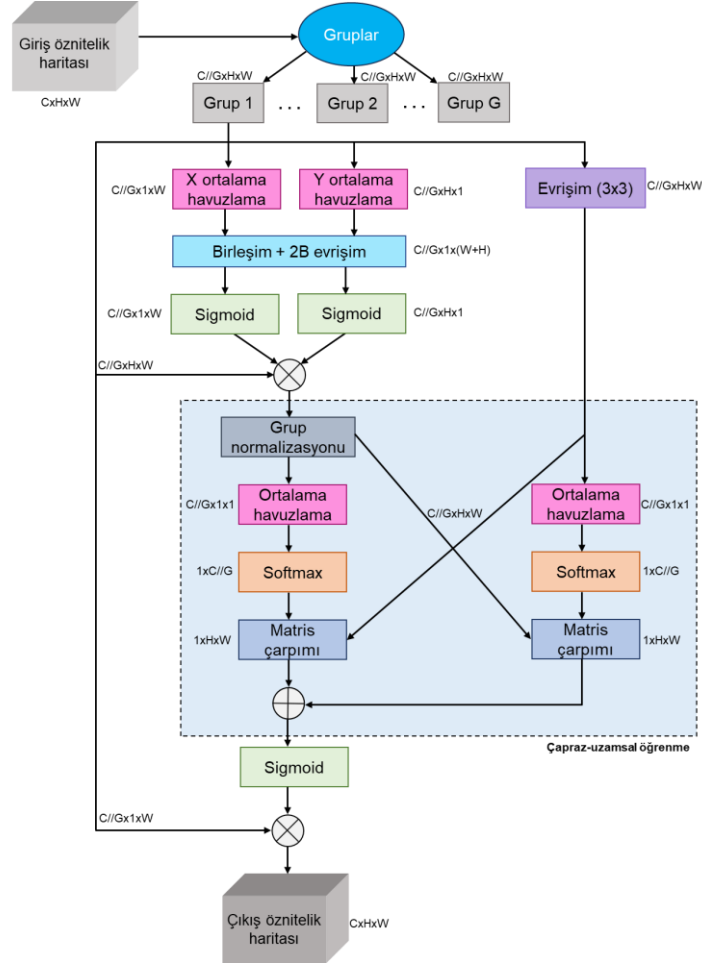 Giriş öznitelik
haritası
CxHxW
Gruplar
C//GxHxW
C//GxHxW
C//GxHxW
Grup 1
...
Grup 2
...
Grup G
C//Gx1xW
X ortalama
havuzlama
Y ortalama
havuzlama
C//GxHx1
Evrişim (3x3)
C//GxHxW
Birleşim + 2B evrişim
C//Gx1x(W+H)
C//Gx1xW
Sigmoid
Sigmoid
C//GxHx1
C//GxHxW
Grup
normalizasyonu
C//Gx1x1
Ortalama
havuzlama
C//GxHxW
Ortalama
havuzlama
C//Gx1x1
Softmax
1xC//G
Softmax
1xC//G
1xHxW
Matris
çarpımı
Matris
çarpımı
1xHxW
Çapraz-uzamsal öğrenme
Sigmoid
C//Gx1xW
Çıkış öznitelik
haritası
CxHxW